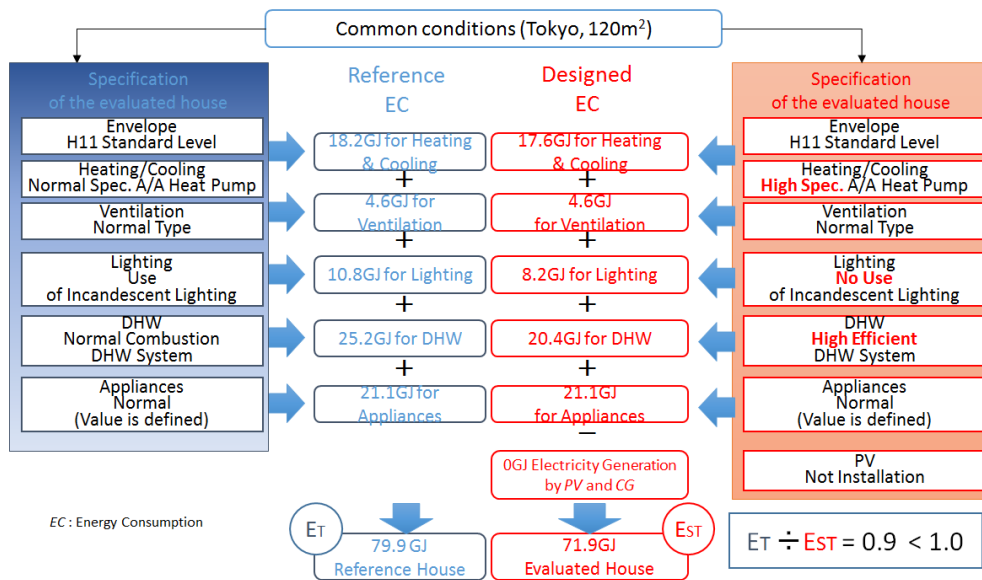 Common conditions (Tokyo, 120m²)
Specification
of the evaluated house
Envelope
H11 Standard Level
Heating/Cooling
Normal Spec. A/A Heat Pump
Ventilation
Normal Type
Lighting
Use
of Incandescent Lighting
DHW
Normal Combustion
DHW System
Appliances
Normal
(Value is defined)
Reference
EC
18.2GJ for Heating
& Cooling
+
4.6GJ for
Ventilation
+
10.8GJ for Lighting
+
25.2GJ for DHW
+
21.1GJ for
Appliances
Designed
EC
17.6GJ for Heating
& Cooling
+
4.6GJ
for Ventilation
+
8.2GJ for Lighting
+
20.4GJ for DHW
+
21.1GJ
for Appliances
−
0GJ Electricity Generation
by PV and CG
Specification
of the evaluated house
Envelope
H11 Standard Level
Heating/Cooling
High Spec. A/A Heat Pump
Ventilation
Normal Type
Lighting
No Use
of Incandescent Lighting
DHW
High Efficient
DHW System
Appliances
Normal
(Value is defined)
PV
Not Installation
EC : Energy Consumption
ET
79.9 GJ
Reference House
EST
71.9GJ
Evaluated House
ET ÷ EST = 0.9 < 1.0